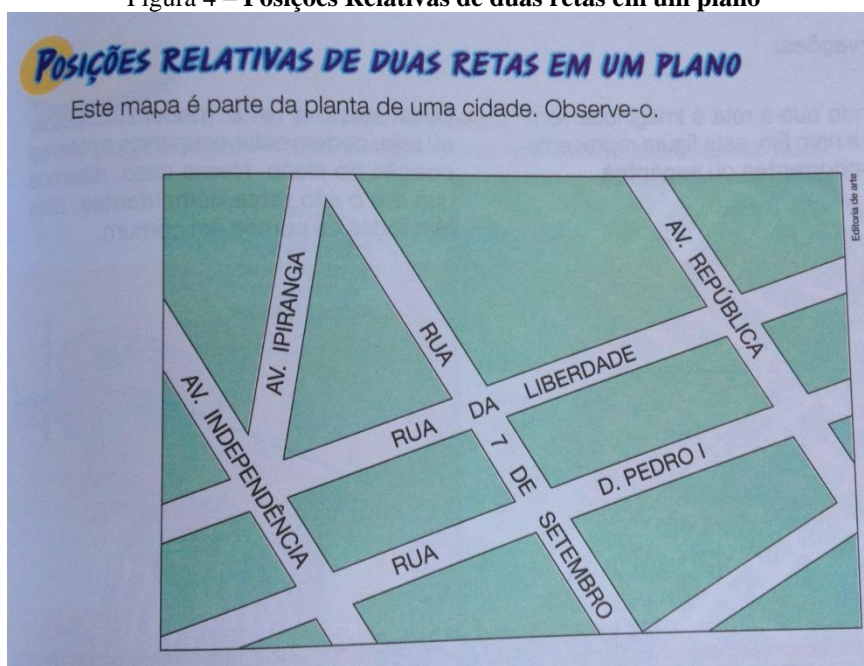 Figura 4 – Posições Relativas de duas retas em um plano
POSIÇÕES RELATIVAS DE DUAS RETAS EM UM PLANO
Este mapa é parte da planta de uma cidade. Observe-o.
Editoria de arte
AV. IPIRANGA
RUA 7 DE SETEMBRO
AV. REPÚBLICA
RUA DA LIBERDADE
AV. INDEPENDÊNCIA
RUA D. PEDRO I